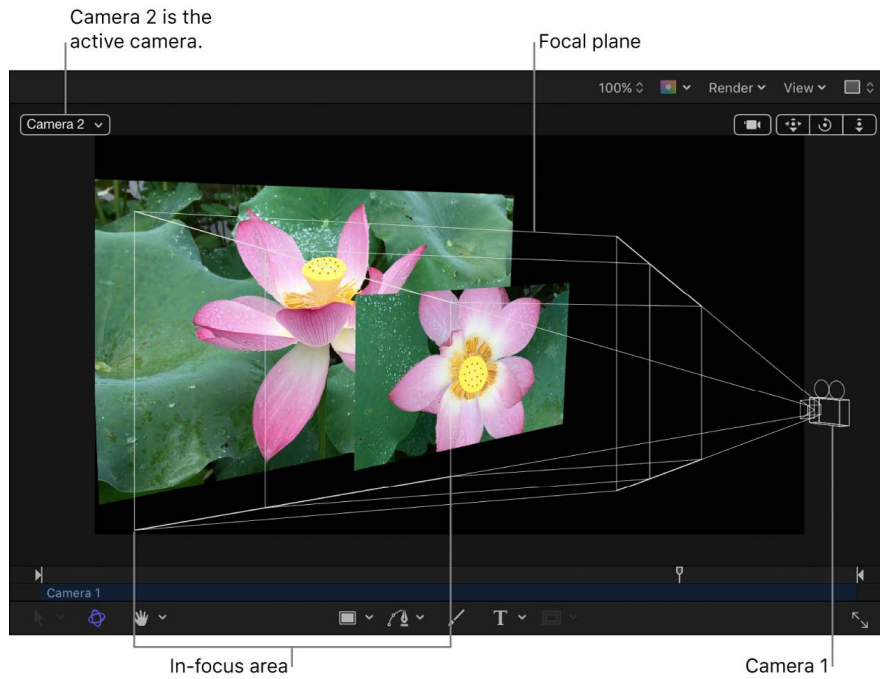 Camera 2 is the
active camera.
Focal plane
100%
Render
View
Camera 2
Camera 1
T
In-focus area
Camera 1